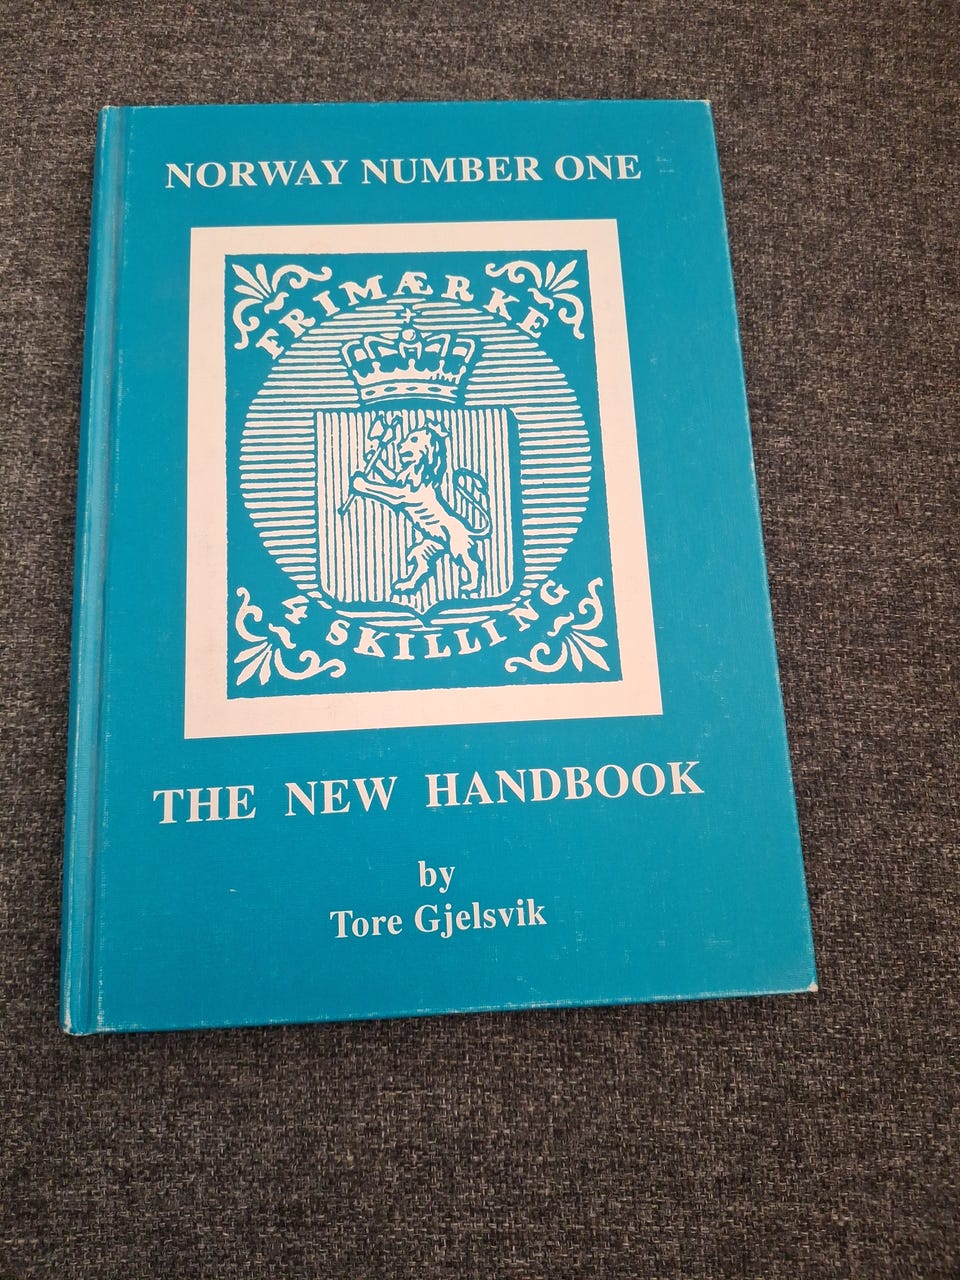 NORWAY NUMBER ONE
FRIMÆRKE
4 SKILLING
THE NEW HANDBOOK
by
Tore Gjelsvik